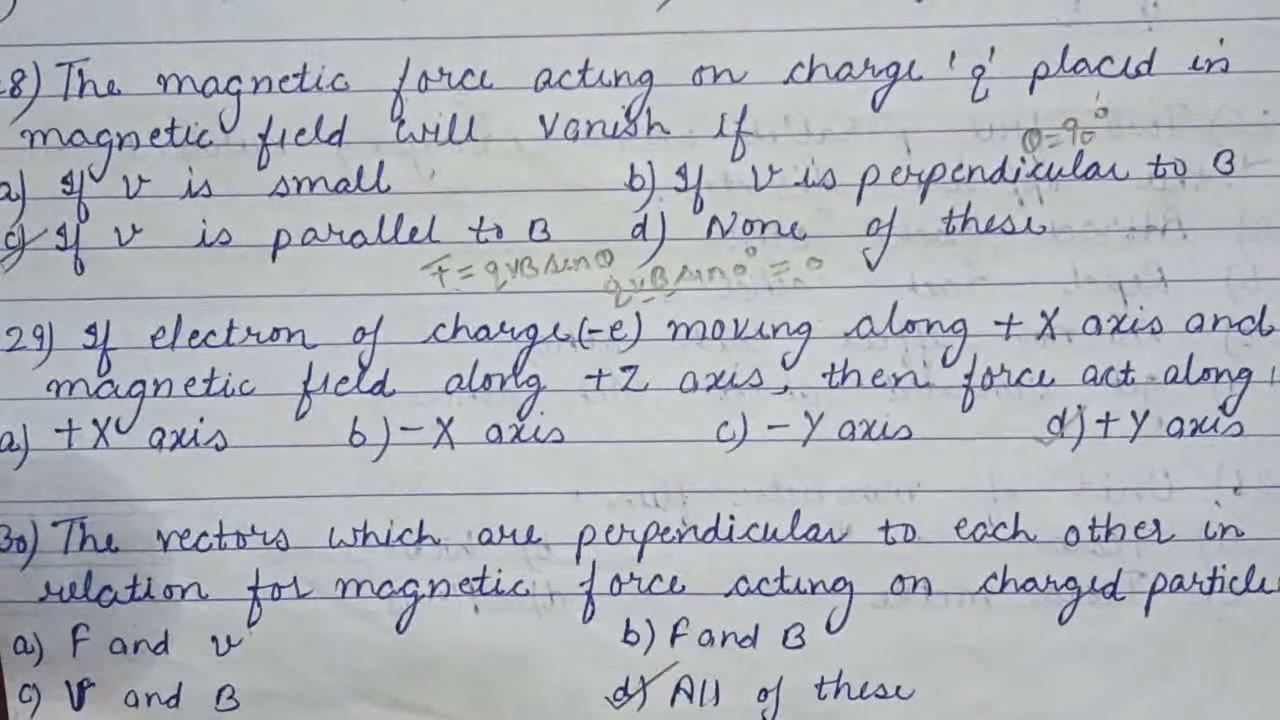 28) The magnetic force acting on charge 'q' placed in
magnetic field will vanish if
θ=90°
a) If v is small b) If v is perpendicular to B
c) If v is parallel to B d) None of these
F = qvB sin θ qvB sin 0° = 0
29) If electron of charge (-e) moving along + X axis and
magnetic field along +Z axis, then force act along
a) +X axis b) -X axis c) -Y axis d) +Y axis
30) The vectors which are perpendicular to each other in
relation for magnetic force acting on charged particle
a) F and v b) F and B
c) V and B d) All of these